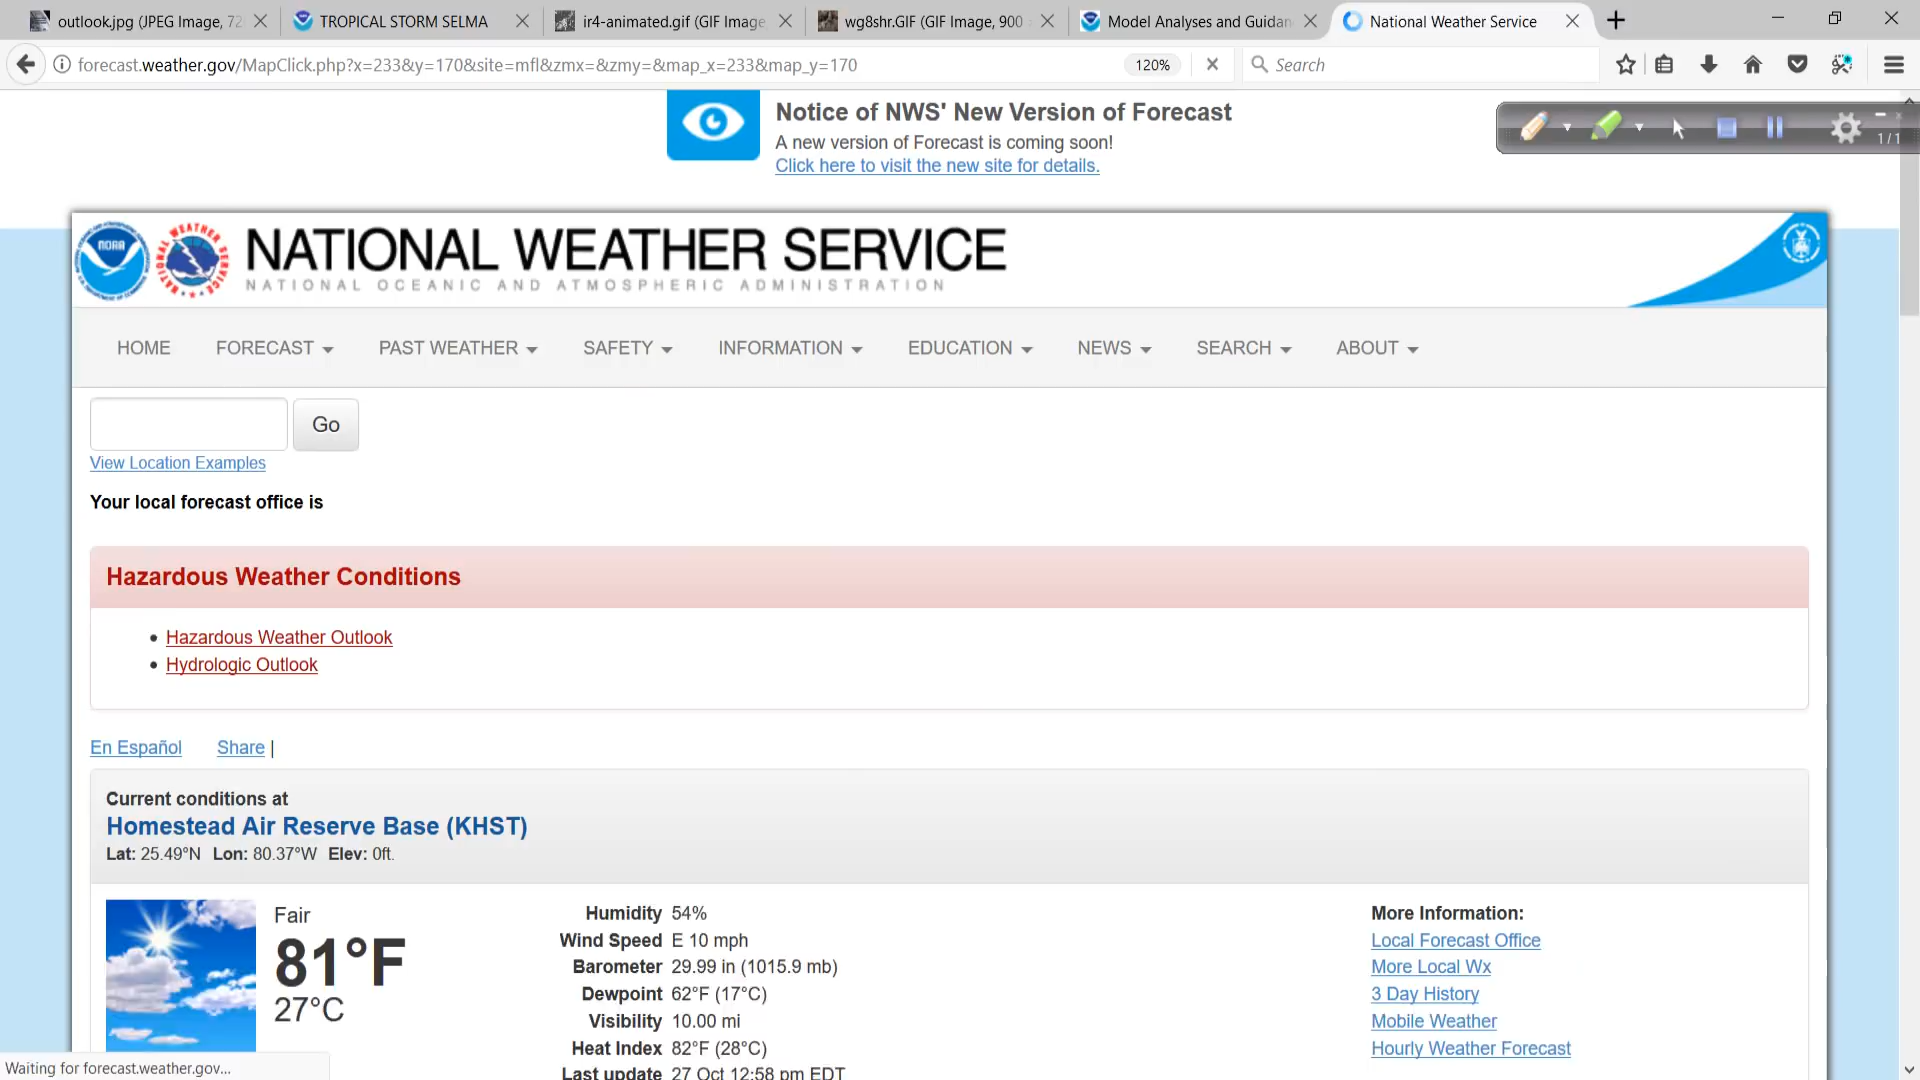 outlook.jpg (JPEG Image, 72
TROPICAL STORM SELMA
ir4-animated.gif (GIF Image,
wg8shr.GIF (GIF Image, 900
Model Analyses and Guidan
National Weather Service
forecast.weather.gov/MapClick.php?x=233&y=170&site=mfl&zmx=&zmy=&map_x=233&map_y=170
120%
Search
Notice of NWS' New Version of Forecast
A new version of Forecast is coming soon!
Click here to visit the new site for details.
1/1
NOAA
NATIONAL WEATHER SERVICE
NATIONAL OCEANIC AND ATMOSPHERIC ADMINISTRATION
HOME
FORECAST
PAST WEATHER
SAFETY
INFORMATION
EDUCATION
NEWS
SEARCH
ABOUT
Go
View Location Examples
Your local forecast office is
Hazardous Weather Conditions
• Hazardous Weather Outlook
• Hydrologic Outlook
En Español Share |
Current conditions at
Homestead Air Reserve Base (KHST)
Lat: 25.49°N Lon: 80.37°W Elev: 0ft.
Fair
81°F
27°C
Humidity 54%
Wind Speed E 10 mph
Barometer 29.99 in (1015.9 mb)
Dewpoint 62°F (17°C)
Visibility 10.00 mi
Heat Index 82°F (28°C)
Last update 27 Oct 12:58 pm EDT
More Information:
Local Forecast Office
More Local Wx
3 Day History
Mobile Weather
Hourly Weather Forecast
Waiting for forecast.weather.gov...